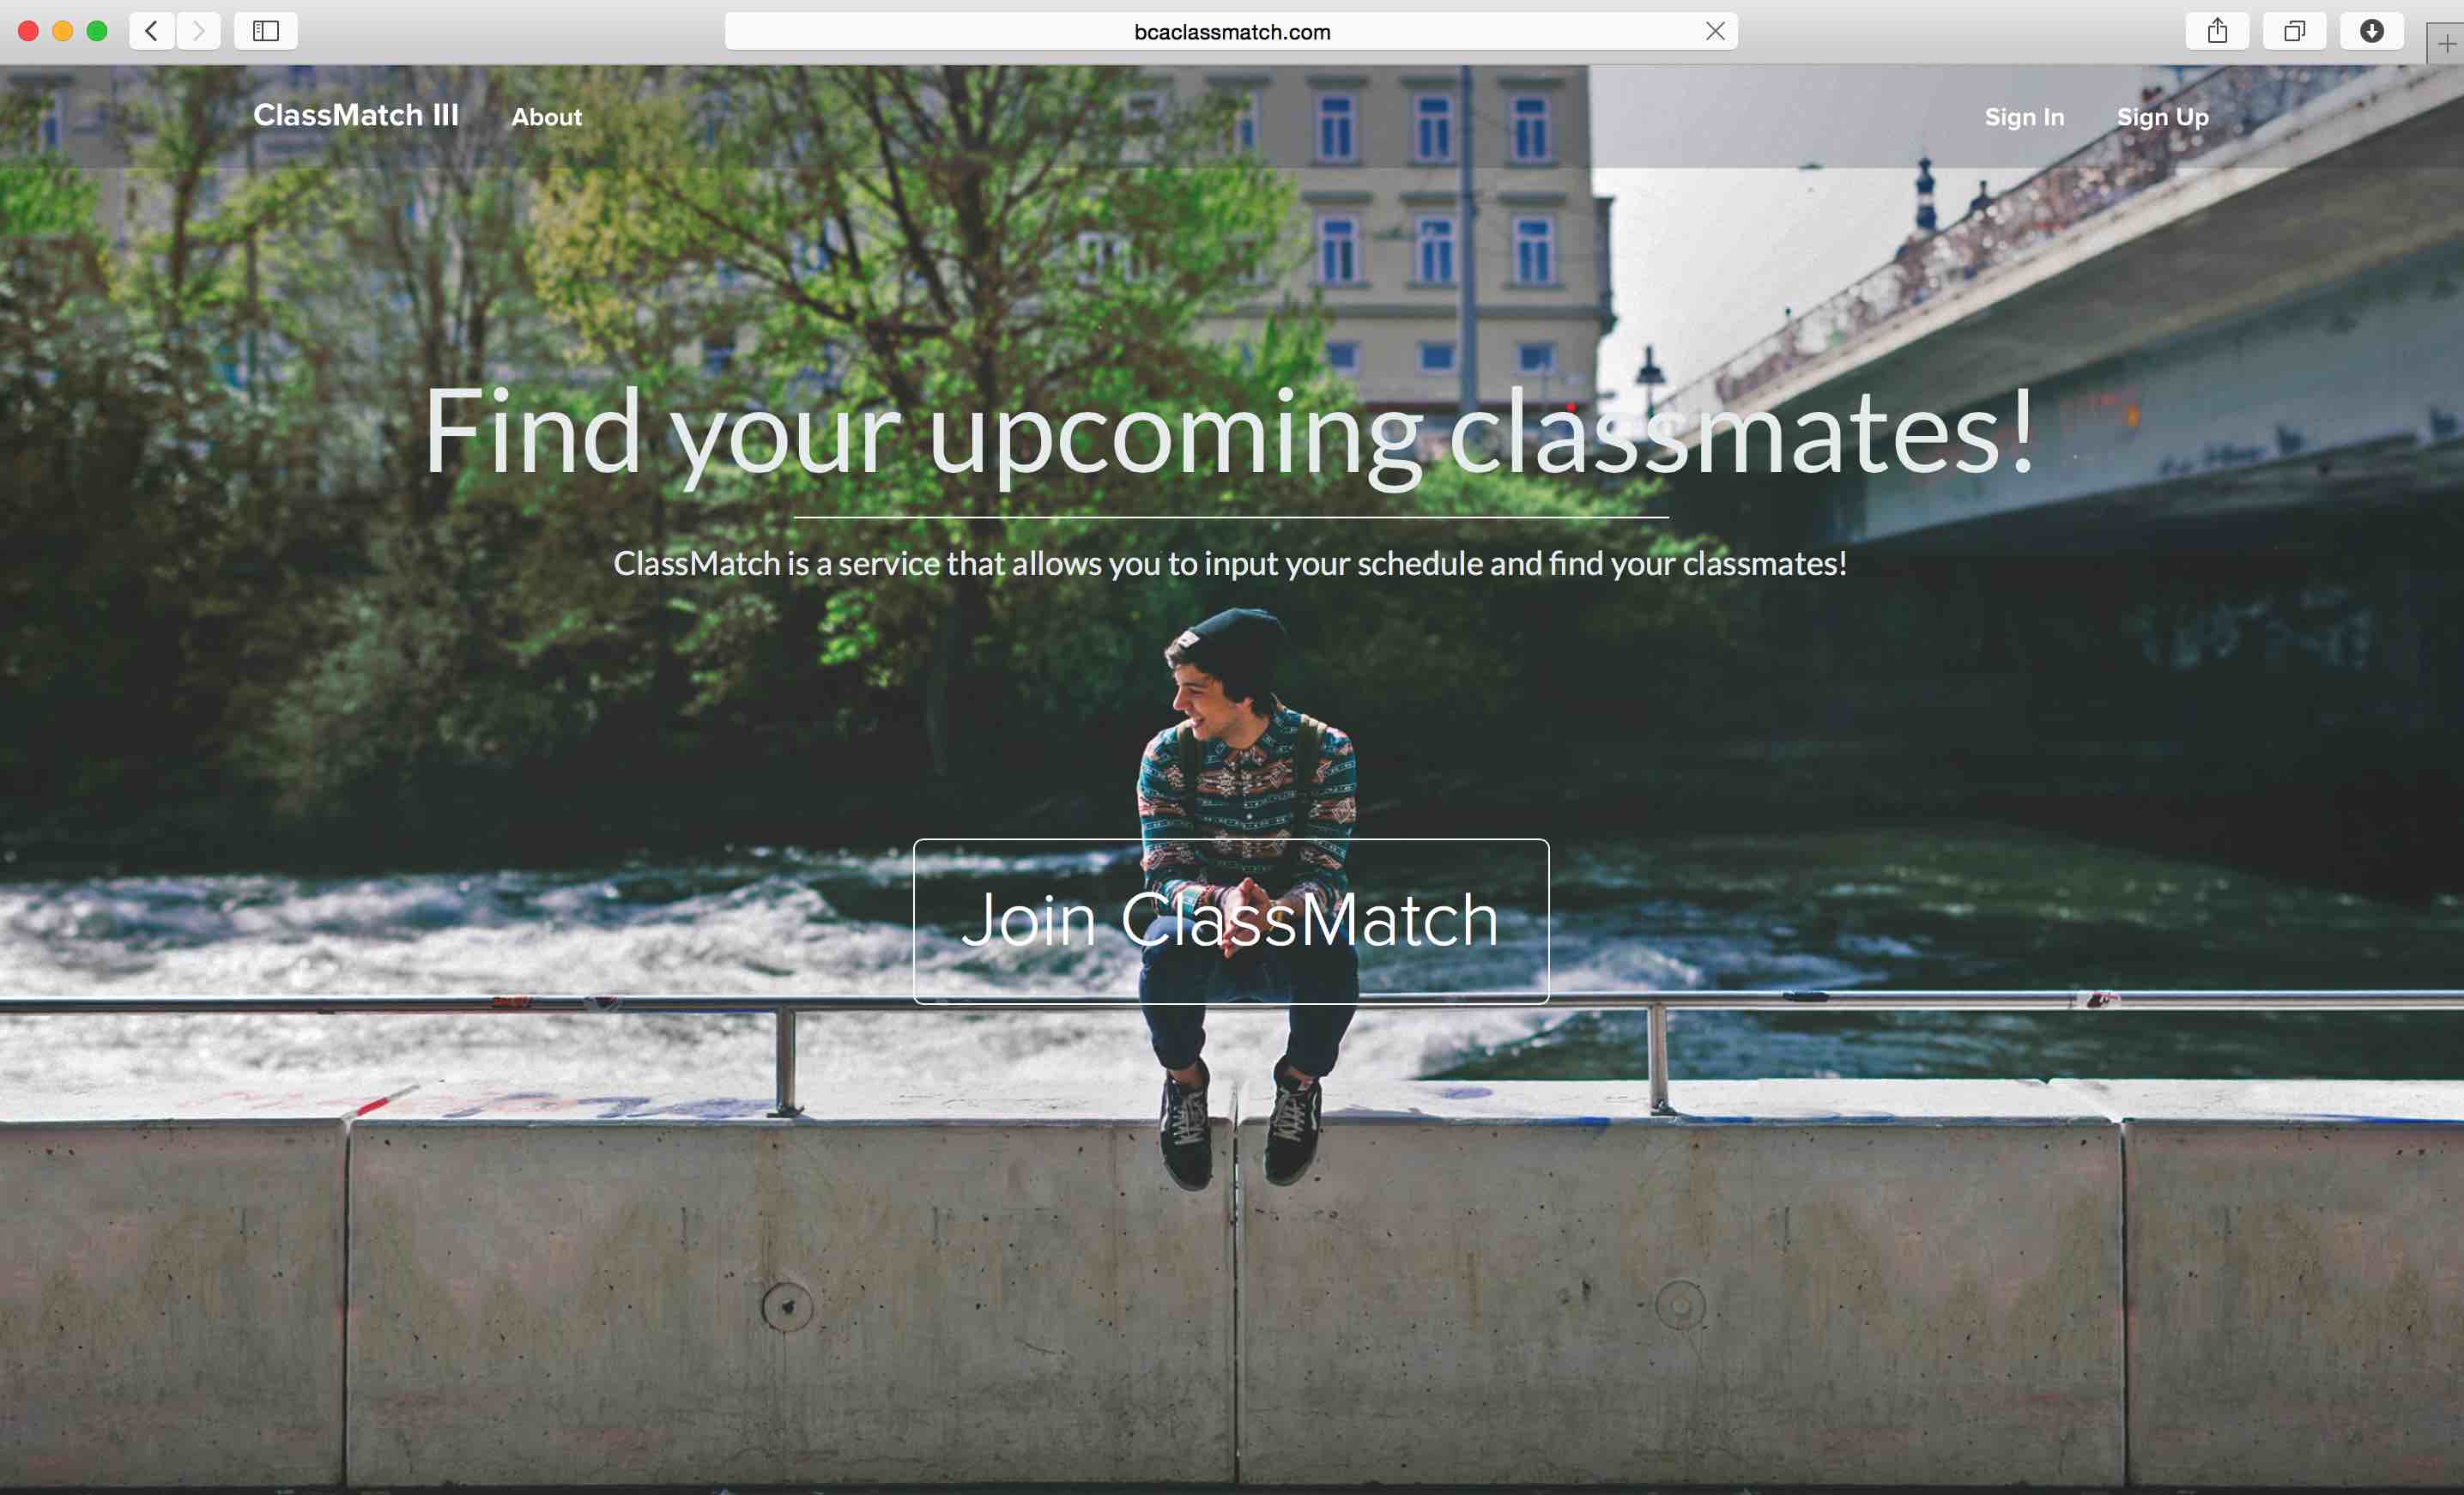 bcaclassmatch.com
ClassMatch III About Sign In Sign Up
Find your upcoming classmates!
ClassMatch is a service that allows you to input your schedule and find your classmates!
Join ClassMatch